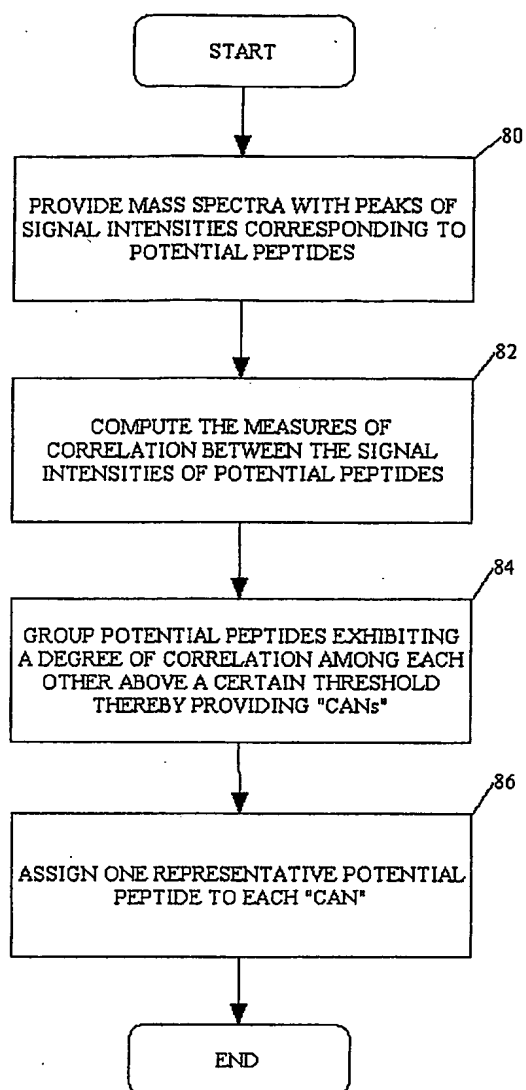 START
80
PROVIDE MASS SPECTRA WITH PEAKS OF
SIGNAL INTENSITIES CORRESPONDING TO
POTENTIAL PEPTIDES
82
COMPUTE THE MEASURES OF
CORRELATION BETWEEN THE SIGNAL
INTENSITIES OF POTENTIAL PEPTIDES
84
GROUP POTENTIAL PEPTIDES EXHIBITING
A DEGREE OF CORRELATION AMONG EACH
OTHER ABOVE A CERTAIN THRESHOLD
THEREBY PROVIDING "CANs"
86
ASSIGN ONE REPRESENTATIVE POTENTIAL
PEPTIDE TO EACH "CAN"
END